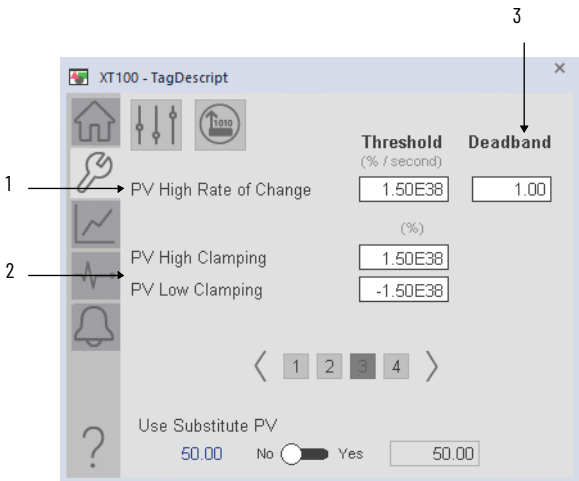 3
XT100 - TagDescript
1010
Threshold Deadband
(% / second)
1 PV High Rate of Change 1.50E38 1.00
(%)
PV High Clamping 1.50E38
2
PV Low Clamping -1.50E38
1 2 3 4
Use Substitute PV
50.00 No Yes 50.00
?